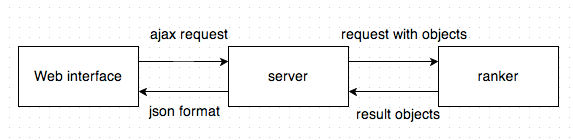 ajax request
request with objects
Web interface
server
ranker
json format
result objects